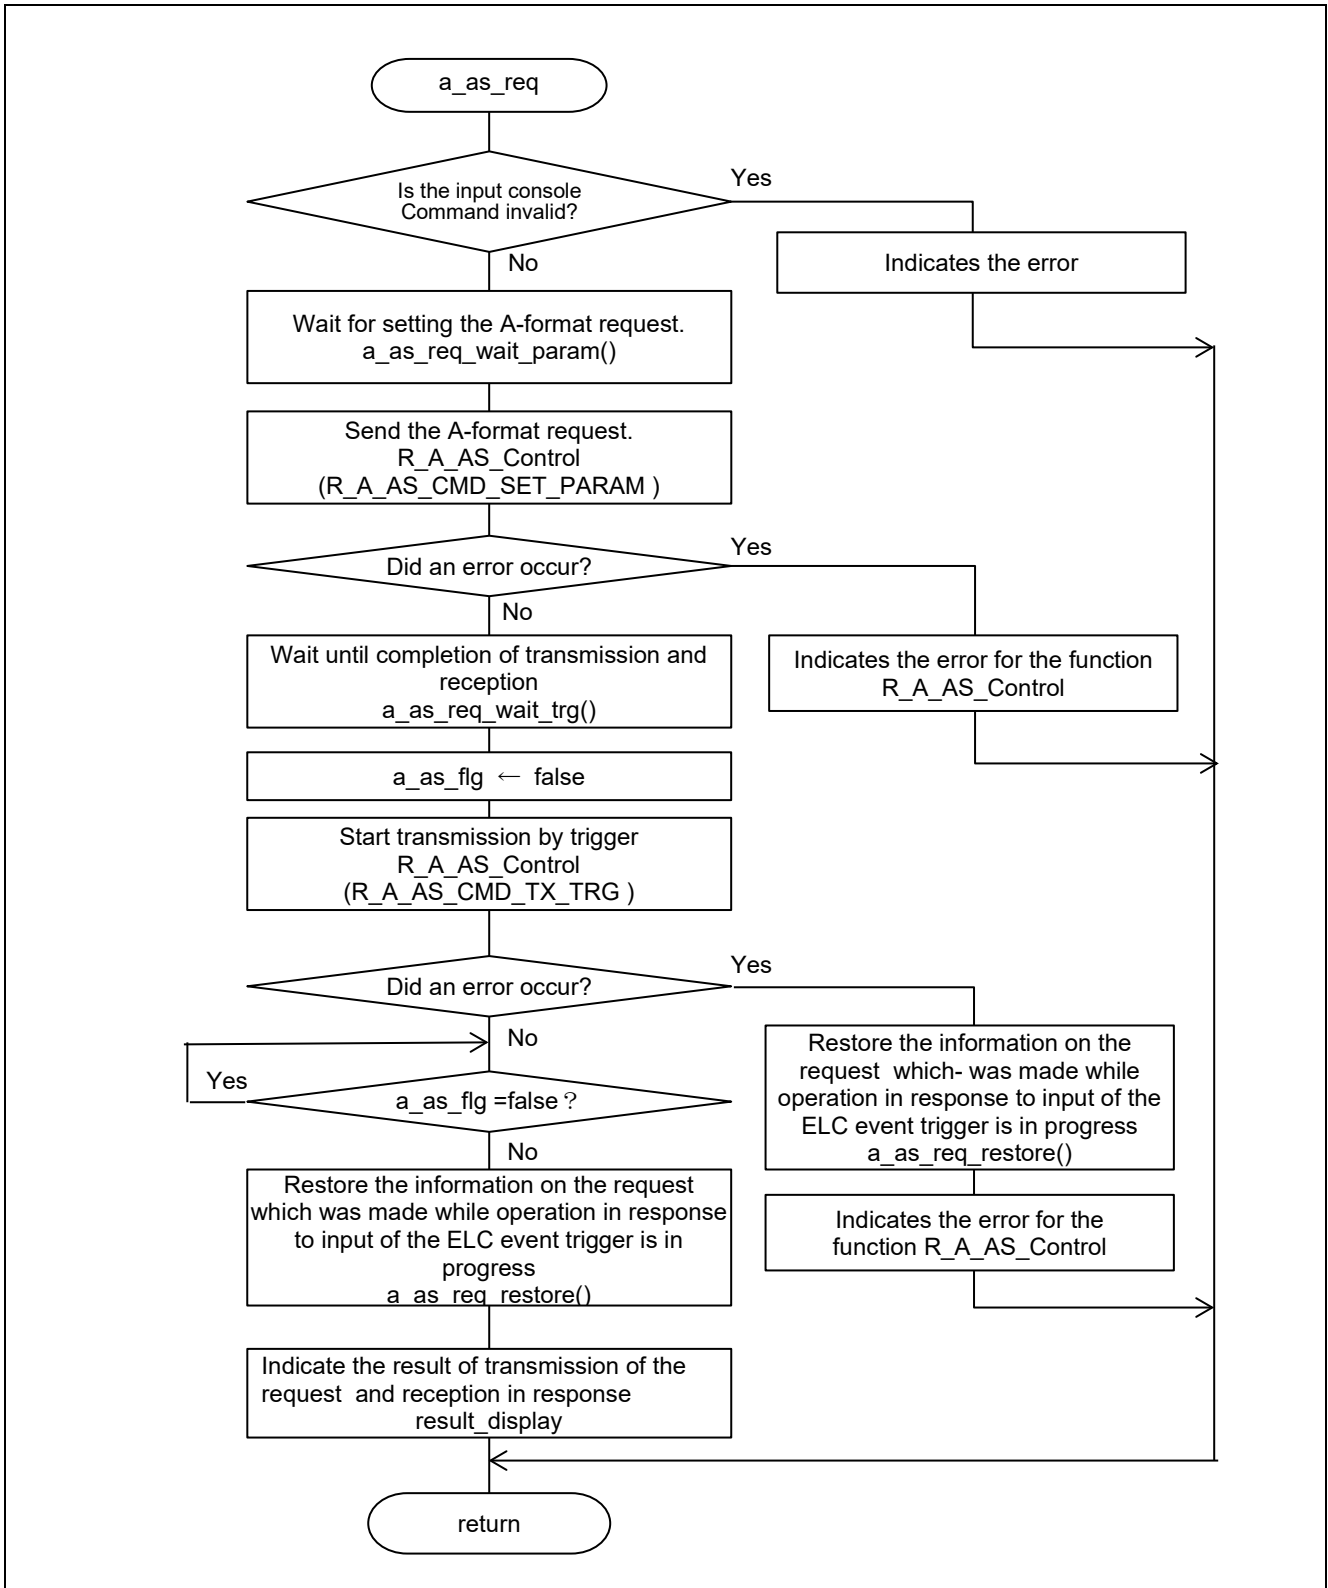 a_as_req
Is the input console
Command invalid?
Yes
Indicates the error
No
Wait for setting the A-format request.
a_as_req_wait_param()
Send the A-format request.
R_A_AS_Control
(R_A_AS_CMD_SET_PARAM )
Did an error occur?
Yes
No
Wait until completion of transmission and
reception
a_as_req_wait_trg()
Indicates the error for the function
R_A_AS_Control
a_as_flg ← false
Start transmission by trigger
R_A_AS_Control
(R_A_AS_CMD_TX_TRG )
Did an error occur?
Yes
No
Restore the information on the
request  which- was made while
operation in response to input of the
ELC event trigger is in progress
a_as_req_restore()
Yes
a_as_flg =false？
No
Restore the information on the request
which was made while operation in response
to input of the ELC event trigger is in
progress
a_as_req_restore()
Indicates the error for the
function R_A_AS_Control
Indicate the result of transmission of the
request  and reception in response
result_display
return